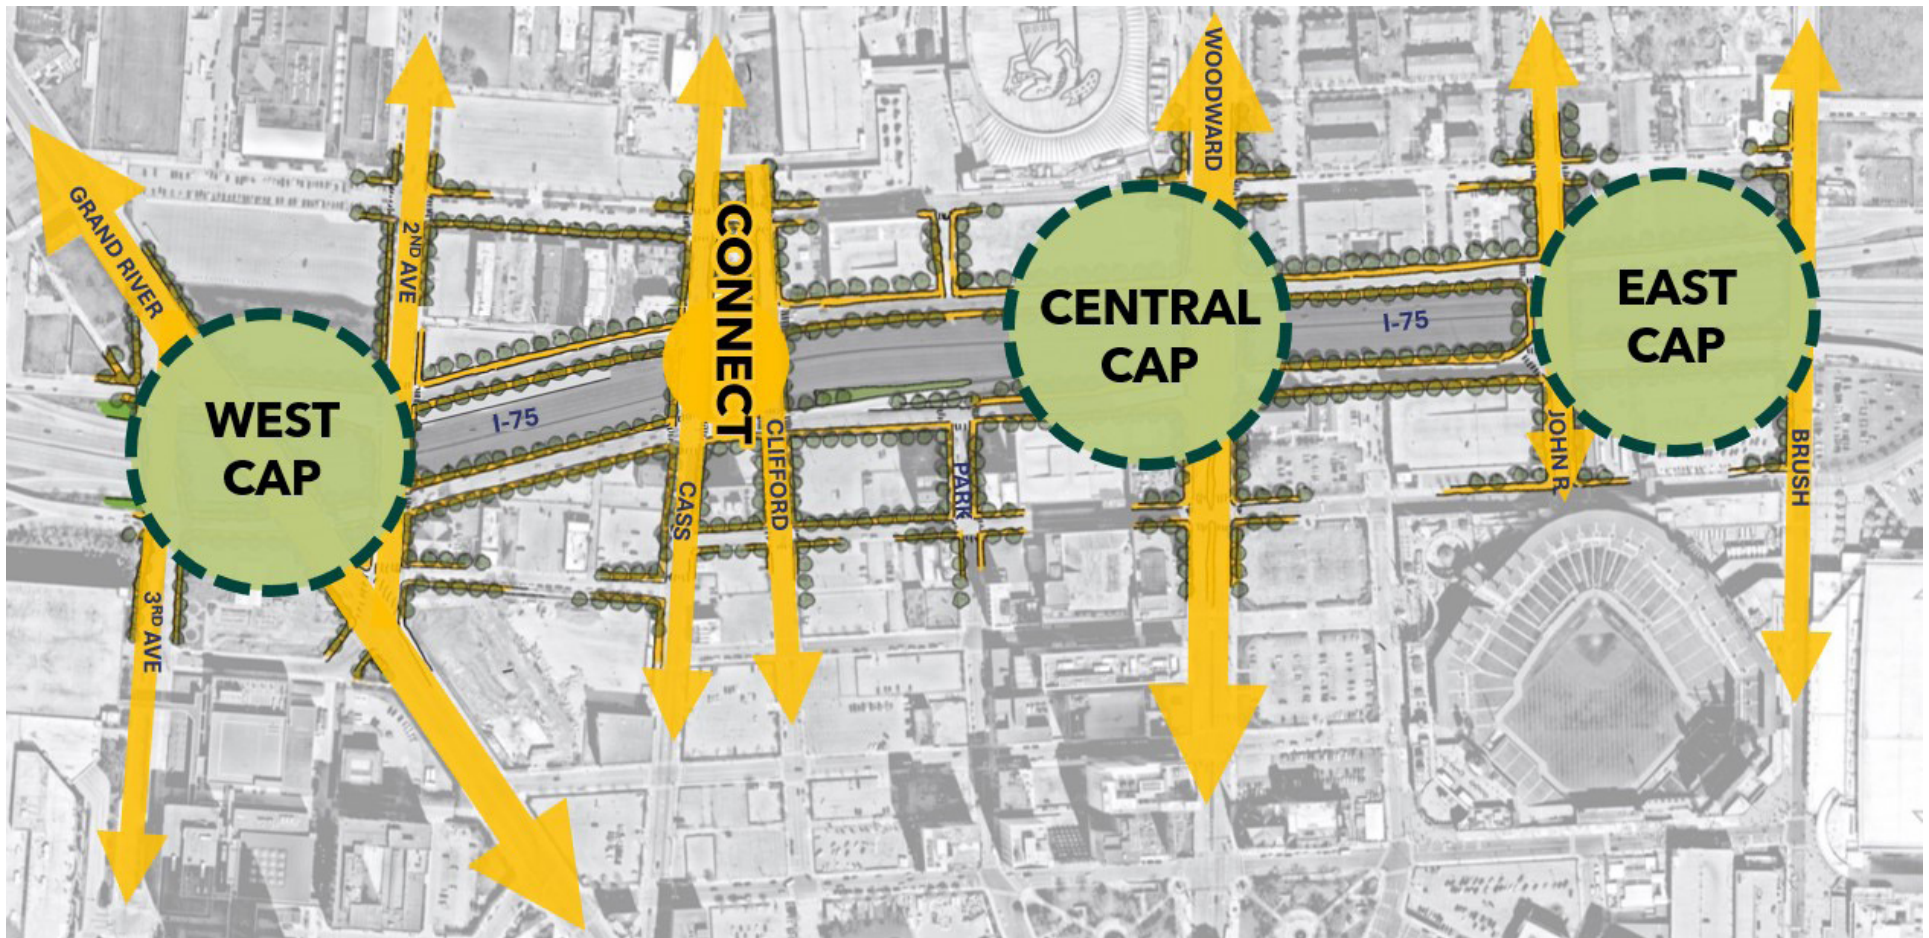 WOODWARD
GRAND RIVER
2ND AVE
CONNECT
CENTRAL
CAP
EAST
CAP
I-75
WEST
CAP
I-75
CASS
CLIFFORD
PARK
JOHN R
BRUSH
3RD AVE